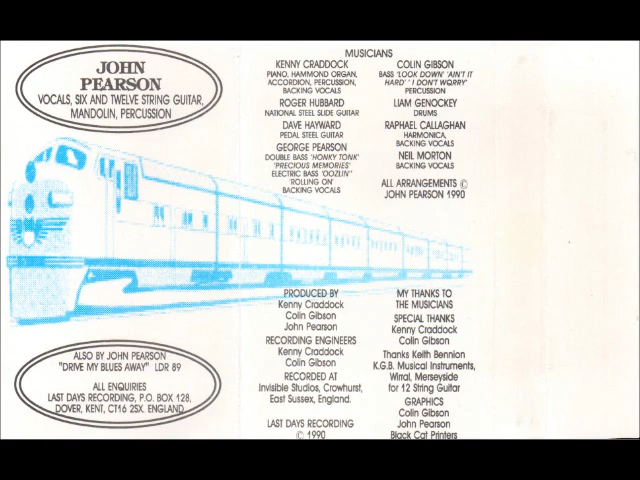 JOHN
PEARSON
VOCALS, SIX AND TWELVE STRING GUITAR,
MANDOLIN, PERCUSSION
MUSICIANS
KENNY CRADDOCK
PIANO, HAMMOND ORGAN,
ACCORDION, PERCUSSION,
BACKING VOCALS
ROGER HUBBARD
NATIONAL STEEL SLIDE GUITAR
DAVE HAYWARD
PEDAL STEEL GUITAR
GEORGE PEARSON
DOUBLE BASS 'HONKY TONK'
"PRECIOUS MEMORIES'
ELECTRIC BASS 'OOZLIN''
'ROLLING ON'
BACKING VOCALS
COLIN GIBSON
BASS 'LOOK DOWN' 'AIN'T IT
HARD' ' I DON'T WORRY'
PERCUSSION
LIAM GENOCKEY
DRUMS
RAPHAEL CALLAGHAN
HARMONICA,
BACKING VOCALS
NEIL MORTON
BACKING VOCALS
ALL ARRANGEMENTS ©
JOHN PEARSON 1990
PRODUCED BY
Kenny Craddock
Colin Gibson
John Pearson
RECORDING ENGINEERS
Kenny Craddock
Colin Gibson
RECORDED AT
Invisible Studios, Crowhurst,
East Sussex, England.
LAST DAYS RECORDING
© 1990
MY THANKS TO
THE MUSICIANS
SPECIAL THANKS
Kenny Craddock
Colin Gibson
Thanks Keith Bennion
K.G.B. Musical Instruments,
Wirral, Merseyside
for 12 String Guitar
GRAPHICS
Colin Gibson
John Pearson
Black Cat Printers
ALSO BY JOHN PEARSON
"DRIVE MY BLUES AWAY" LDR 89
ALL ENQUIRIES
LAST DAYS RECORDING, P.O. BOX 128,
DOVER, KENT, CT16 2SX. ENGLAND